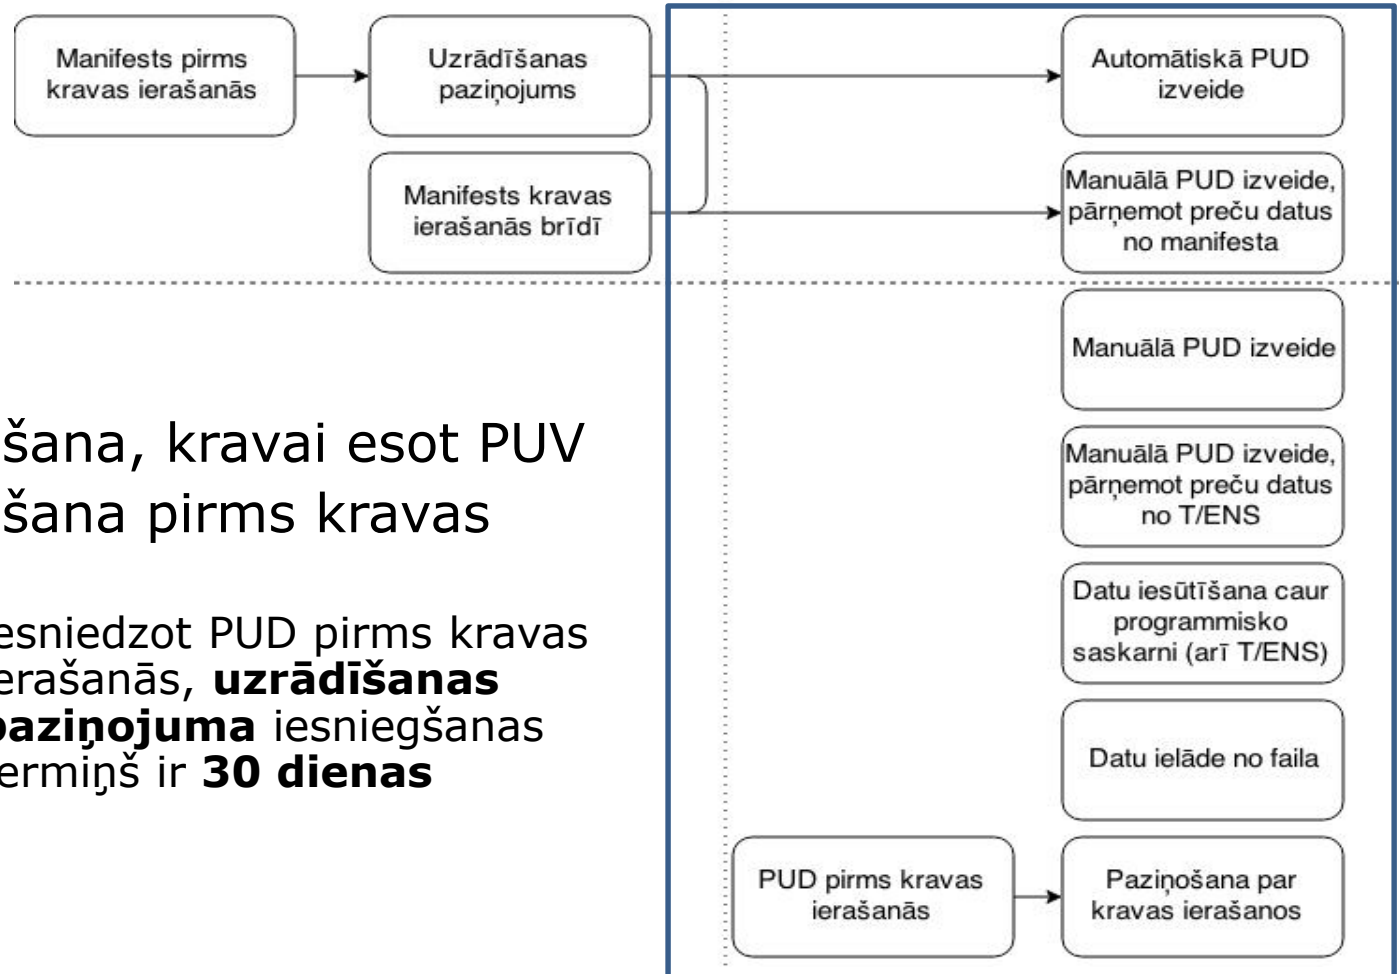 Manifests pirms
kravas ierašanās
Uzrādīšanas
paziņojums
Automātiskā PUD
izveide
Manifests kravas
ierašanās brīdī
Manuālā PUD izveide,
pārņemot preču datus
no manifesta
Manuālā PUD izveide
Manuālā PUD izveide,
pārņemot preču datus
no T/ENS
Datu iesūtīšana caur
programmisko
saskarni (arī T/ENS)
Datu ielāde no faila
PUD pirms kravas
ierašanās
Paziņošana par
kravas ierašanos
šana, kravai esot PUV
šana pirms kravas
esniedzot PUD pirms kravas
erašanās, uzrādīšanas
paziņojuma iesniegšanas
ermiņš ir 30 dienas